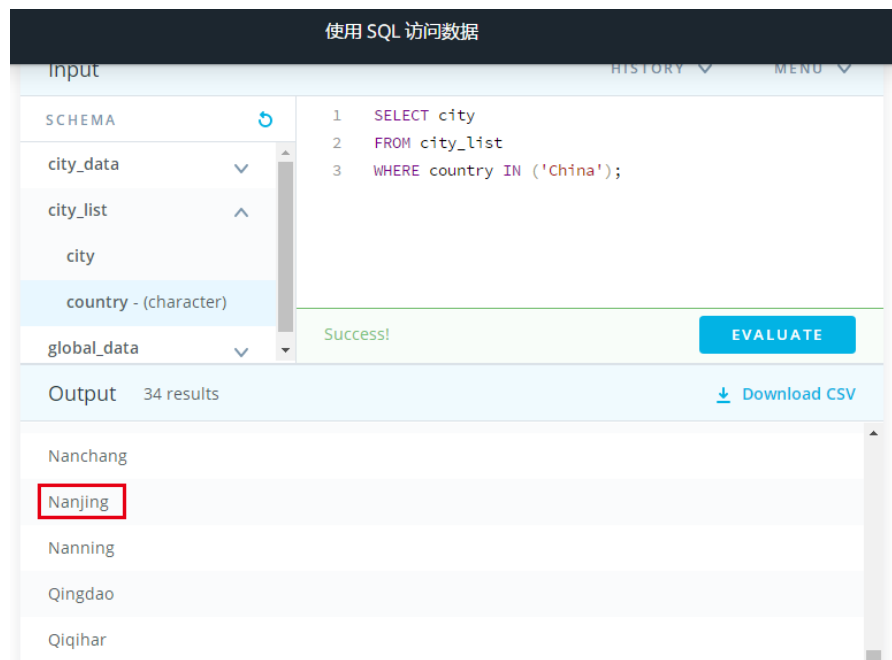 使用 SQL 访问数据
Input
HISTORY
MENU
SCHEMA
city_data
city_list
city
country - (character)
global_data
1 SELECT city
2 FROM city_list
3 WHERE country IN ('China');
Success!
EVALUATE
Output 34 results
Download CSV
Nanchang
Nanjing
Nanning
Qingdao
Qiqihar